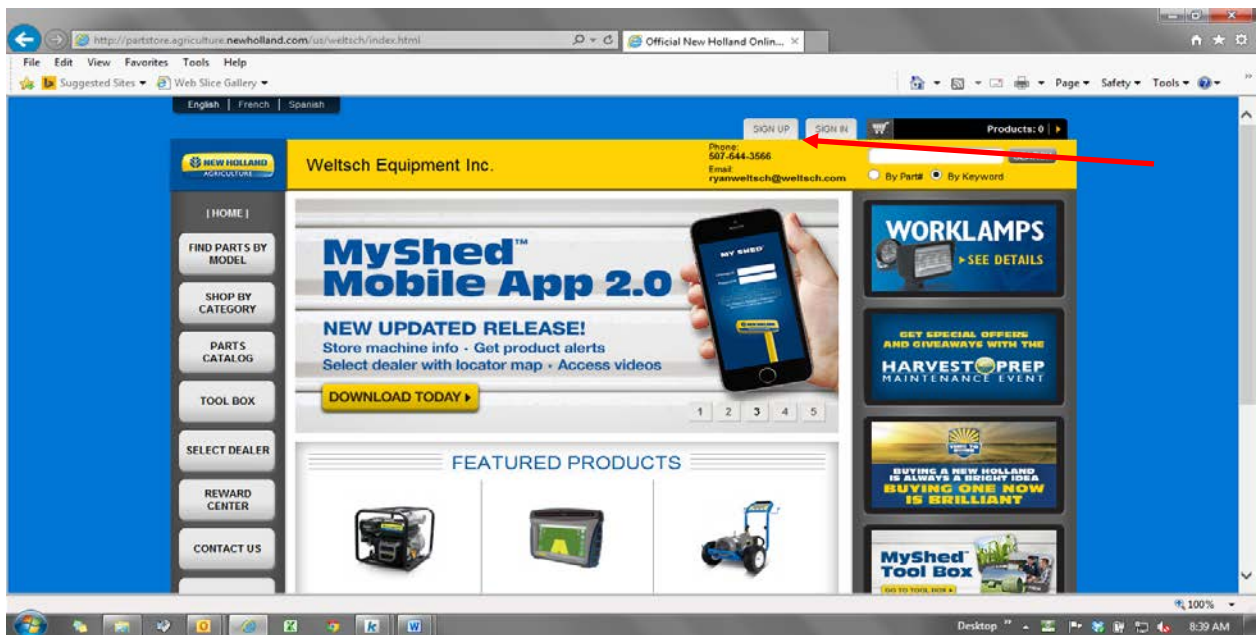 http://partstore.agriculture.newholland.com/us/weltsch/index.html
Official New Holland Onlin...
File Edit View Favorites Tools Help
Suggested Sites
Web Slice Gallery
Page Safety Tools
English | French | Spanish
SIGN UP
SIGN IN
Products: 0
NEW HOLLAND
AGRICULTURE
Weltsch Equipment Inc.
Phone:
507-644-3566
Email:
ryanweltsch@weltsch.com
By Part#
By Keyword
| HOME |
FIND PARTS BY
MODEL
SHOP BY
CATEGORY
PARTS
CATALOG
TOOL BOX
SELECT DEALER
REWARD
CENTER
CONTACT US
MyShed™
Mobile App 2.0
NEW UPDATED RELEASE!
Store machine info · Get product alerts
Select dealer with locator map · Access videos
DOWNLOAD TODAY
MY SHED
1 2 3 4 5
FEATURED PRODUCTS
WORKLAMPS
SEE DETAILS
GET SPECIAL OFFERS
AND GIVEAWAYS WITH THE
HARVEST PREP
MAINTENANCE EVENT
BUYING A NEW HOLLAND
IS ALWAYS A BRIGHT IDEA
BUYING ONE NOW
IS BRILLIANT
MyShed™
Tool Box
GO TO TOOL BOX
100%
Desktop
8:39 AM